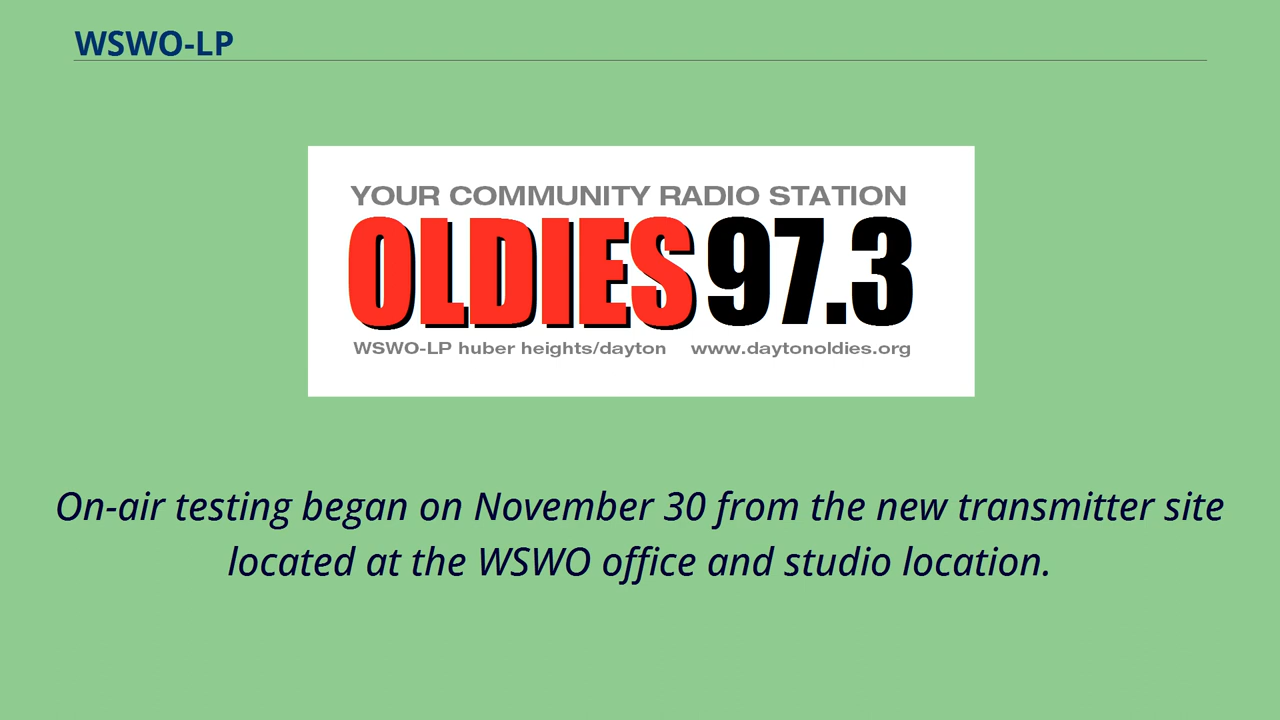 WSWO-LP
YOUR COMMUNITY RADIO STATION
OLDIES 97.3
WSWO-LP huber heights/dayton www.daytonoldies.org
On-air testing began on November 30 from the new transmitter site
located at the WSWO office and studio location.